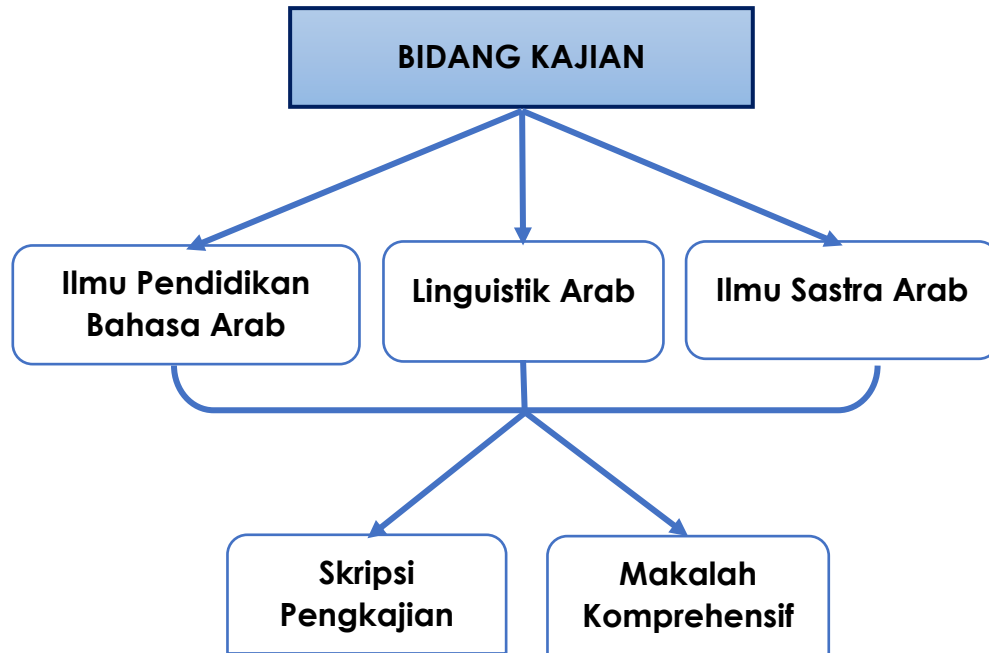 BIDANG KAJIAN
Ilmu Pendidikan
Bahasa Arab
Linguistik Arab
Ilmu Sastra Arab
Skripsi
Pengkajian
Makalah
Komprehensif